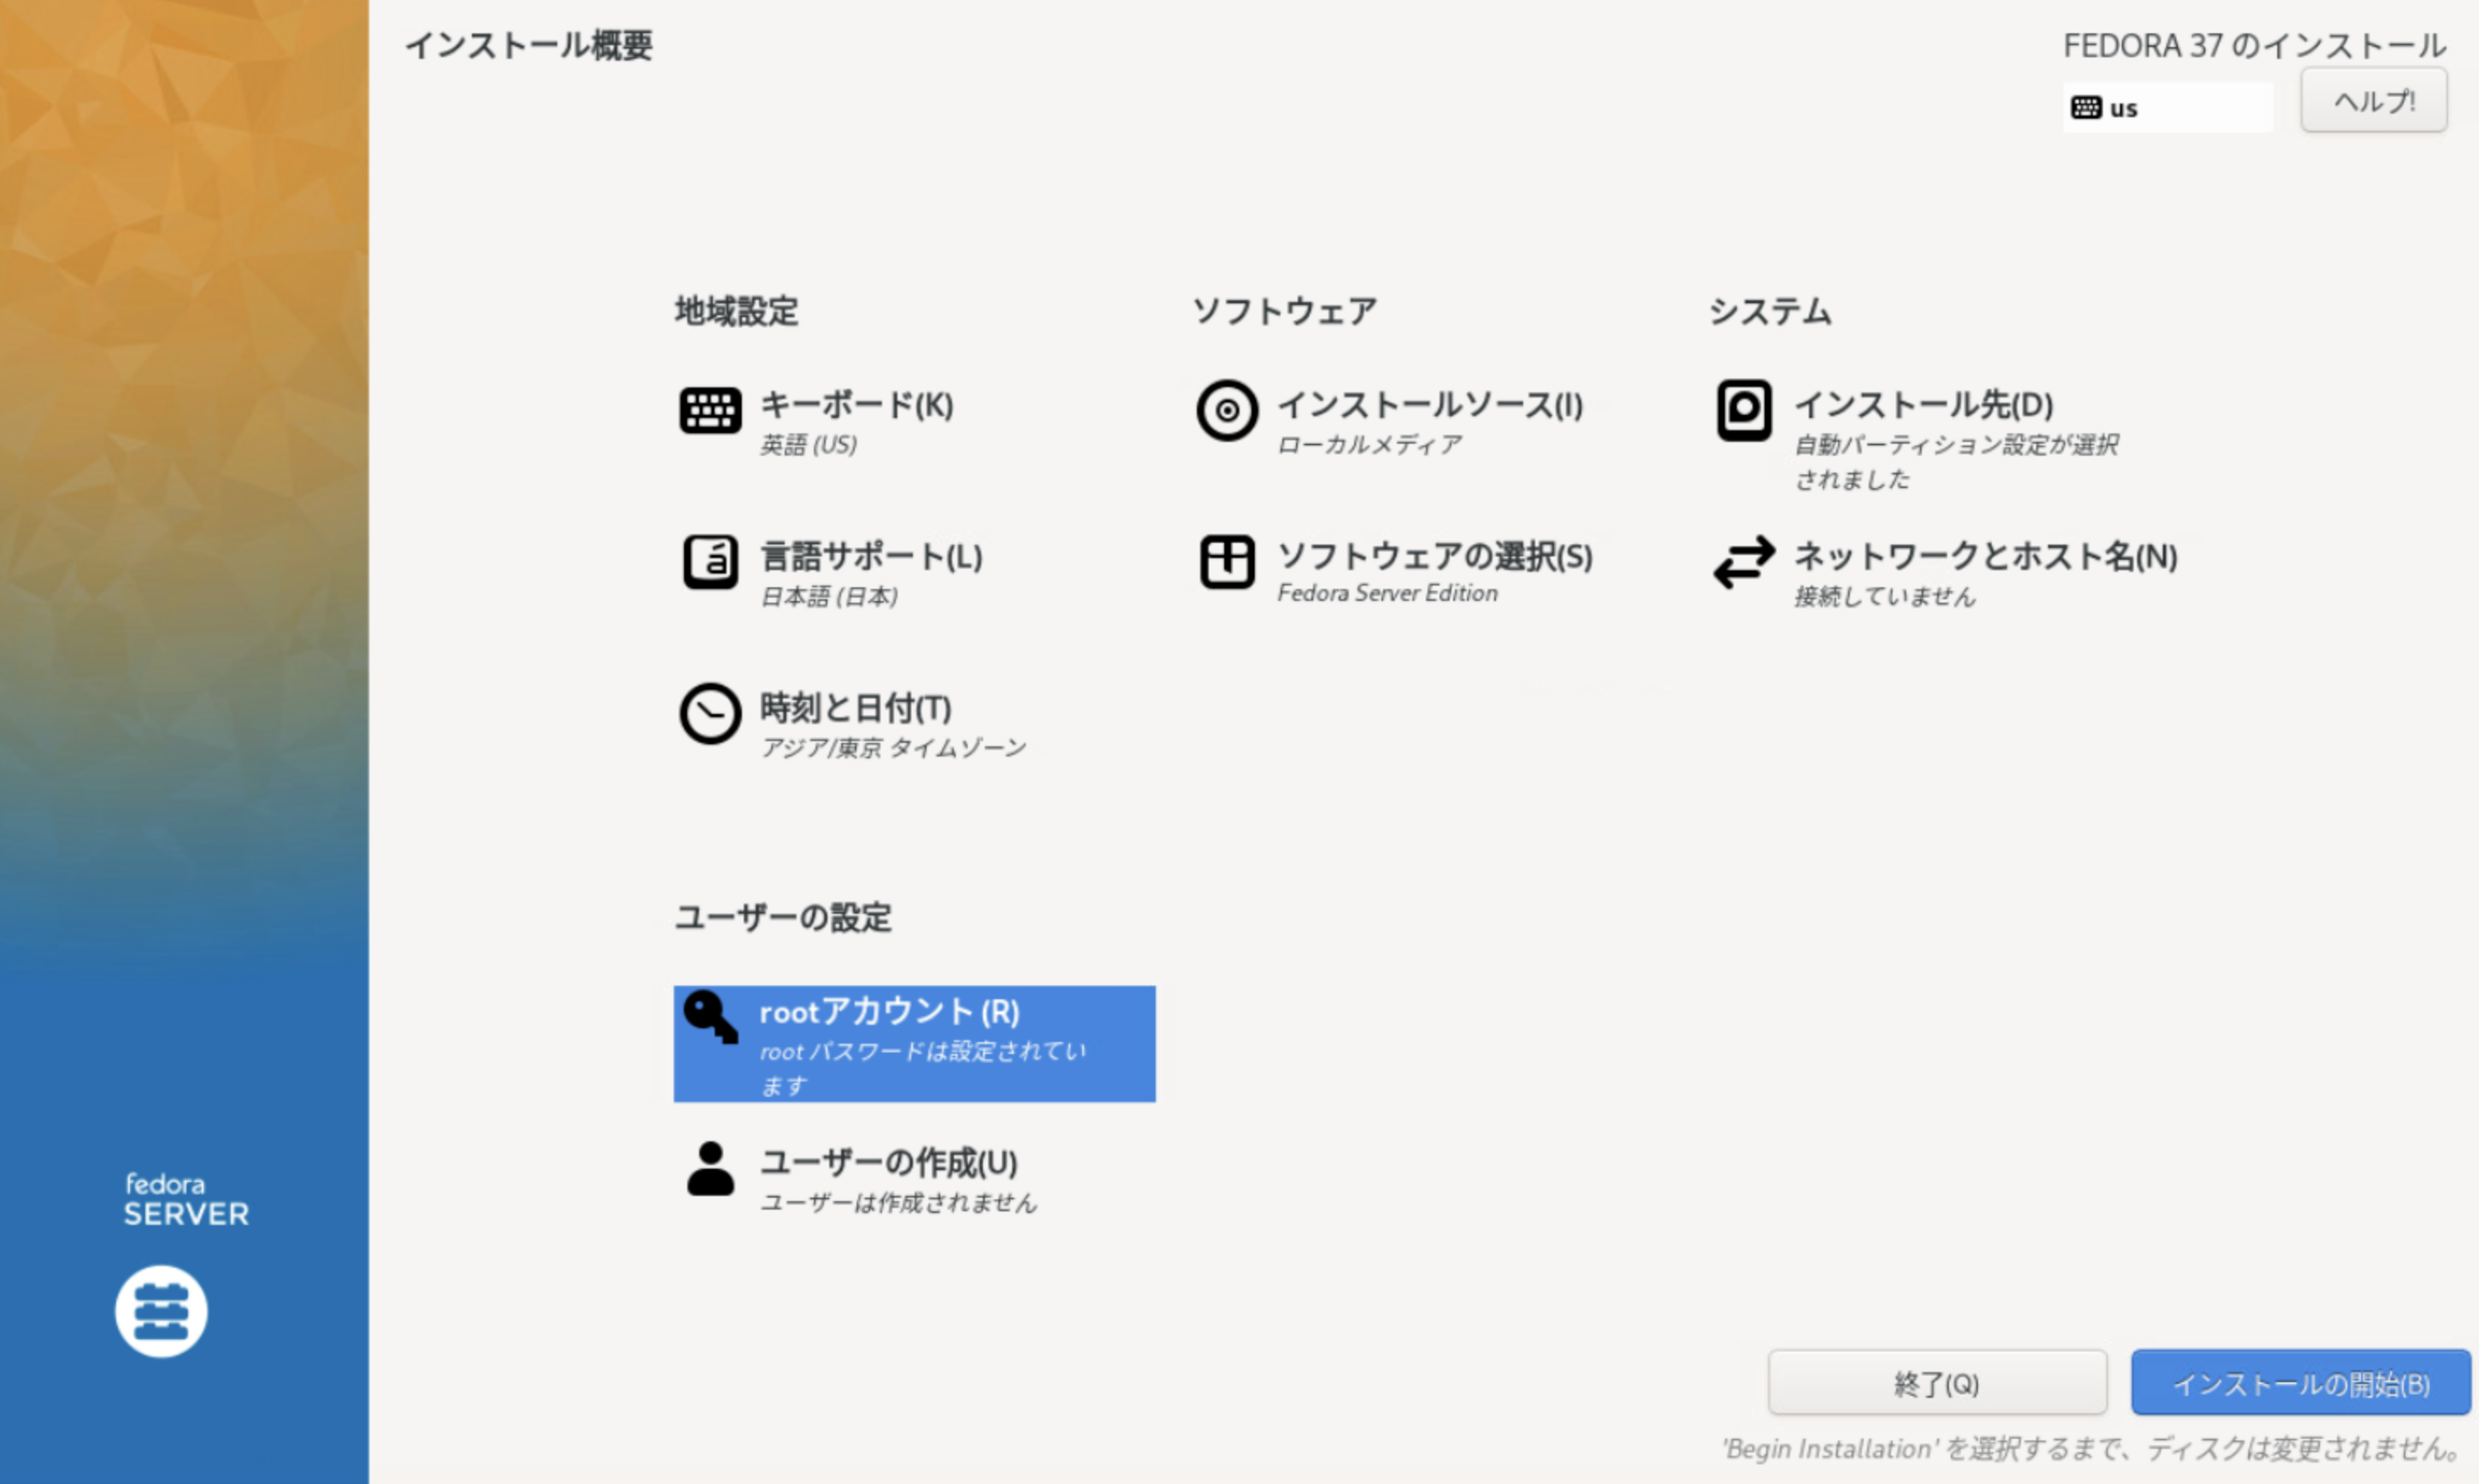 インストール概要
FEDORA 37 のインストール
us
ヘルプ!
地域設定
キーボード(K)
英語 (US)
言語サポート(L)
日本語 (日本)
時刻と日付(T)
アジア/東京 タイムゾーン
ソフトウェア
インストールソース(I)
ローカルメディア
ソフトウェアの選択(S)
Fedora Server Edition
システム
インストール先(D)
自動パーティション設定が選択
されました
ネットワークとホスト名(N)
接続していません
ユーザーの設定
rootアカウント(R)
root パスワードは設定されてい
ます
ユーザーの作成(U)
ユーザーは作成されません
fedora
SERVER
終了(Q)
インストールの開始(B)
'Begin Installation' を選択するまで、ディスクは変更されません。